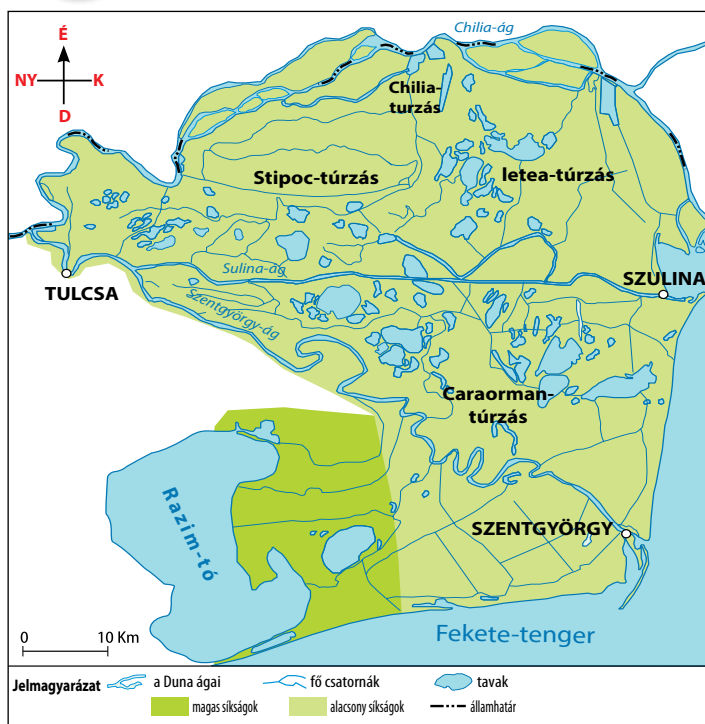 É
NY K
D
Chilia-ág
Chilia-
turzás
Stipoc-túrzás
letea-túrzás
Sulina-ág
SZULINA
TULCSA
Szentgyörgy-ág
Caraorman-
túrzás
Razim-tó
SZENTGYÖRGY
0 10 Km
Fekete-tenger
Jelmagyarázat a Duna ágai fő csatornák tavak
magas síkságok alacsony síkságok államhatár